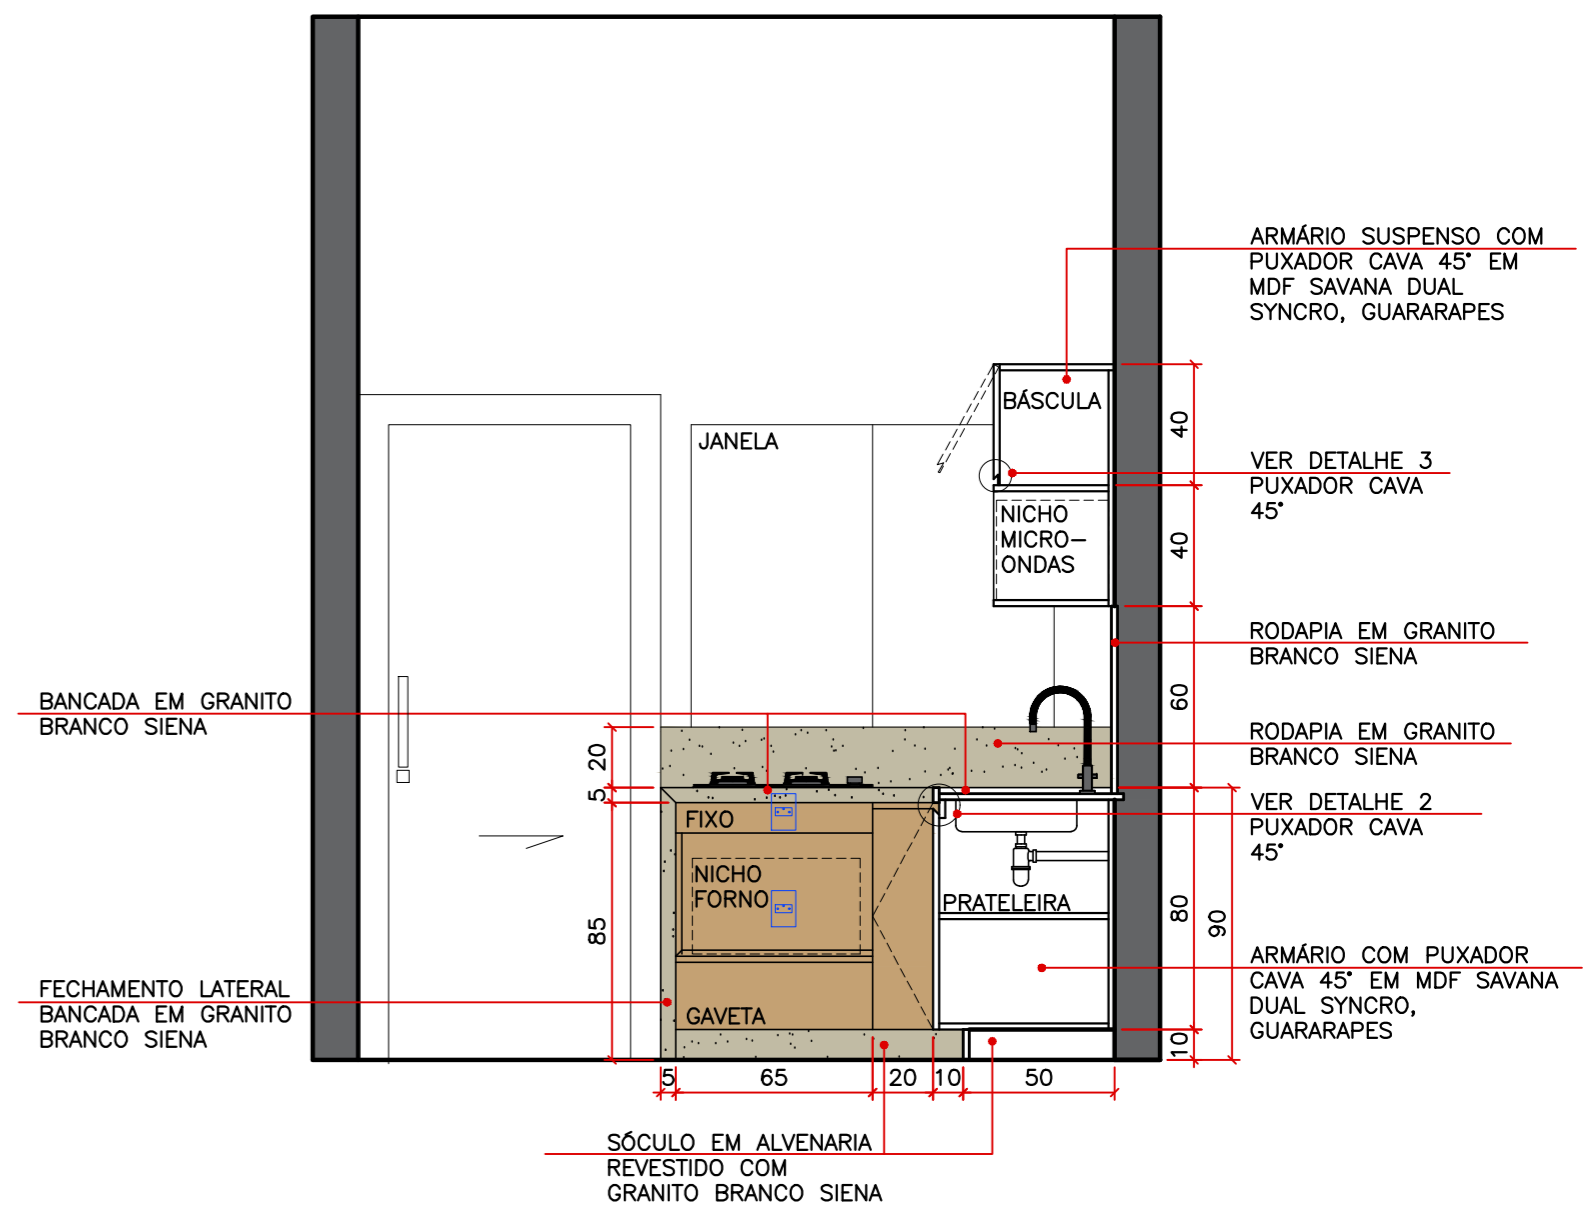 ARMÁRIO SUSPENSO COM
PUXADOR CAVA 45° EM
MDF SAVANA DUAL
SYNCRO, GUARARAPES
BÁSCULA
40
JANELA
VER DETALHE 3
PUXADOR CAVA
45°
NICHO
MICRO-
ONDAS
40
RODAPIA EM GRANITO
BRANCO SIENA
60
BANCADA EM GRANITO
BRANCO SIENA
RODAPIA EM GRANITO
BRANCO SIENA
20
5
VER DETALHE 2
PUXADOR CAVA
45°
FIXO
NICHO
FORNO
PRATELEIRA
85
80
90
ARMÁRIO COM PUXADOR
CAVA 45° EM MDF SAVANA
DUAL SYNCRO,
GUARARAPES
FECHAMENTO LATERAL
BANCADA EM GRANITO
BRANCO SIENA
GAVETA
10
5
65
20
10
50
SÓCULO EM ALVENARIA
REVESTIDO COM
GRANITO BRANCO SIENA